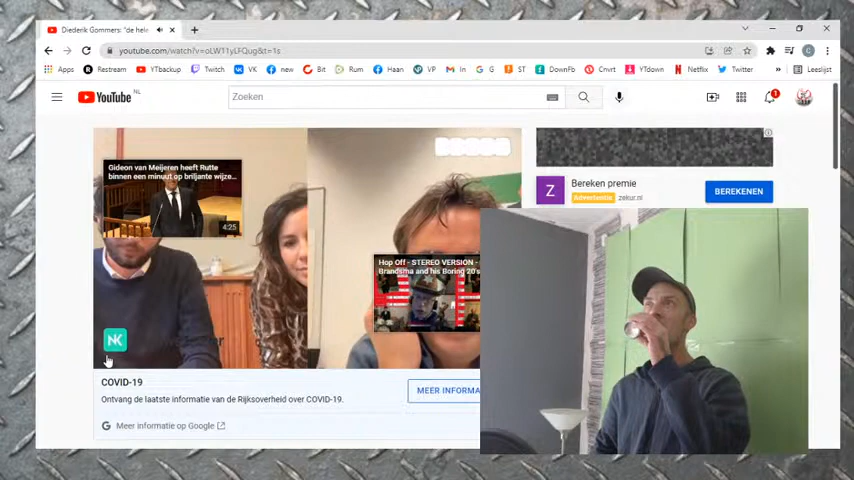 Diederik Gommers: "de hele
youtube.com/watch?v=oLW11yLFQug&t=1s
Apps Restream YTbackup Twitch VK new Bit Rum Haan VP In G ST DownFb Cnvrt YTdown Netflix Twitter » Leeslijst
YouTube NL
Zoeken
1
Gideon van Meijeren heeft Rutte
binnen een minuut op briljante wijze...
4:25
Bereken premie
Advertentie zekur.nl
BEREKENEN
Z
Hop Off - STEREO VERSION -
Brandsma and his Boring 20's
NK
COVID-19
Ontvang de laatste informatie van de Rijksoverheid over COVID-19.
MEER INFORMA
Meer informatie op Google